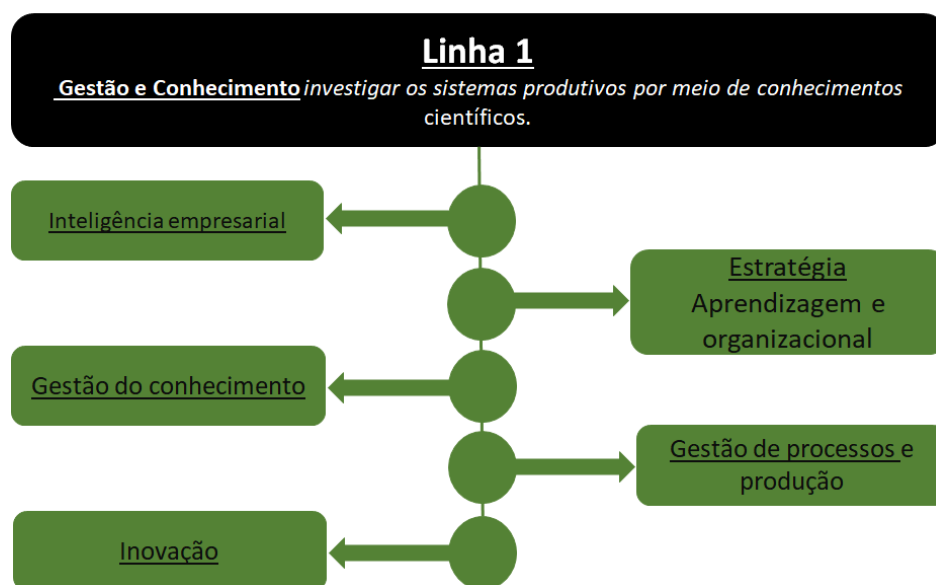 Linha 1
Gestão e Conhecimento investigar os sistemas produtivos por meio de conhecimentos
científicos.
Inteligência empresarial
Estratégia
Aprendizagem e
organizacional
Gestão do conhecimento
Gestão de processos e
produção
Inovação